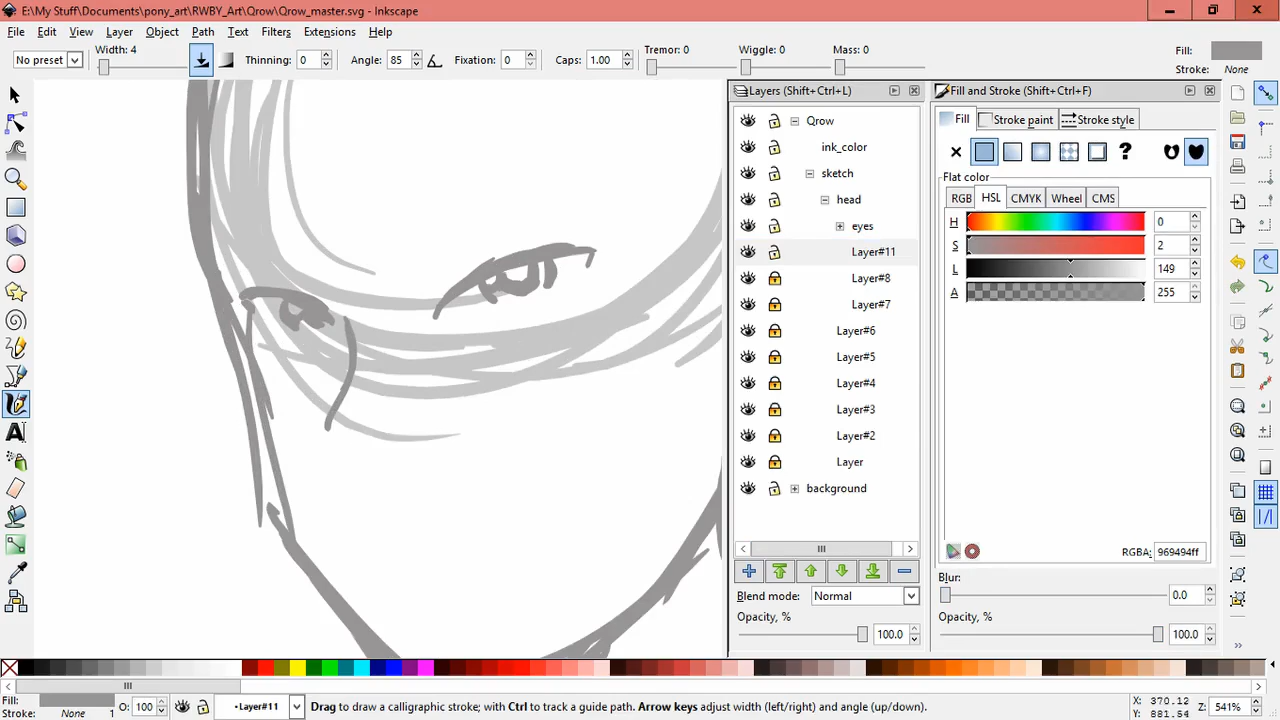 E:\My Stuff\Documents\pony_art\RWBY_Art\Qrow\Qrow_master.svg - Inkscape
File Edit View Layer Object Path Filters Text Extensions Help
No preset Width: 4 Thinning: 0 Angle: 85 Fixation: 0 Caps: 1.00 Tremor: 0 Wiggle: 0 Mass: 0 Fill:
Stroke: None
Layers (Shift+Ctrl+L)
Qrow
ink_color
sketch
head
eyes
Layer#11
Layer#8
Layer#7
Layer#6
Layer#5
Layer#4
Layer#3
Layer#2
Layer
background
Blend mode: Normal
Opacity, %
100.0
Fill and Stroke (Shift+Ctrl+F)
Fill Stroke paint Stroke style
?
Flat color
RGB HSL CMYK Wheel CMS
H 0
S 2
L 149
A 255
RGBA: 969494ff
Blur:
0.0
Opacity, %
100.0
Fill:
Stroke: None 1 O: 100 •Layer#11 Drag to draw a calligraphic stroke; with Ctrl to track a guide path. Arrow keys adjust width (left/right) and angle (up/down). X: 370.12
Y: 881.54 Z: 541%